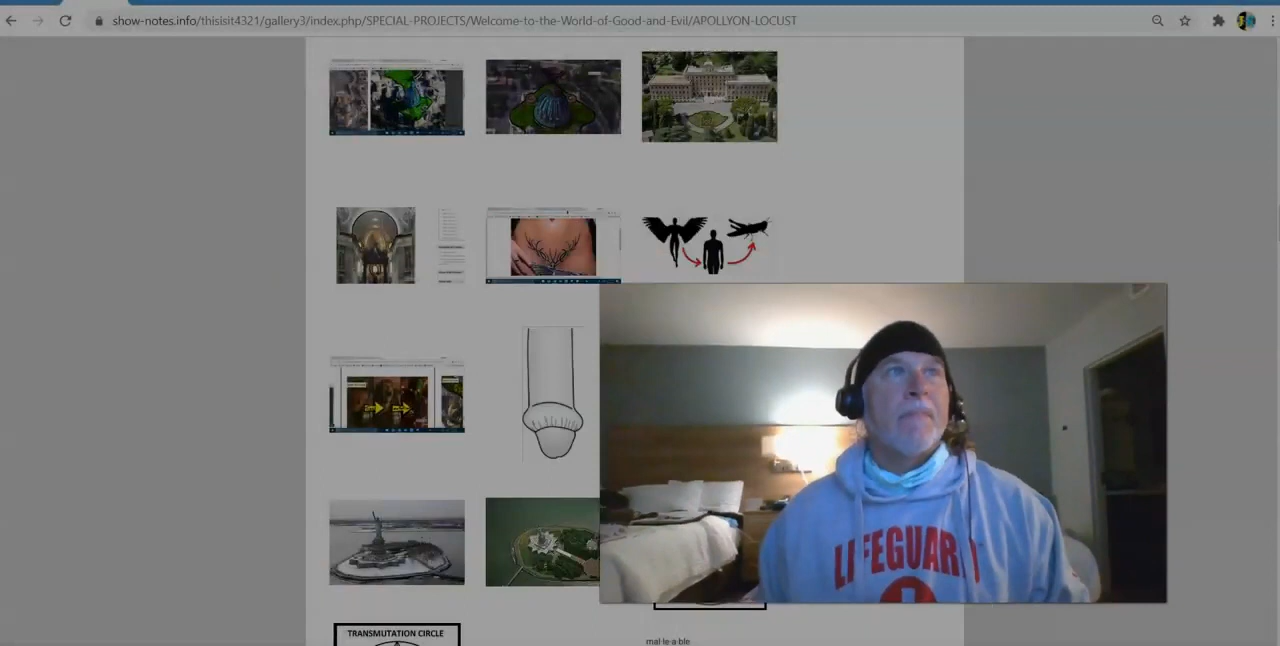 show-notes.info/thisisit4321/gallery3/index.php/SPECIAL-PROJECTS/Welcome-to-the-World-of-Good-and-Evil/APOLLYON-LOCUST
LIFEGUARD
TRANSMUTATION CIRCLE
mal·le·a·ble